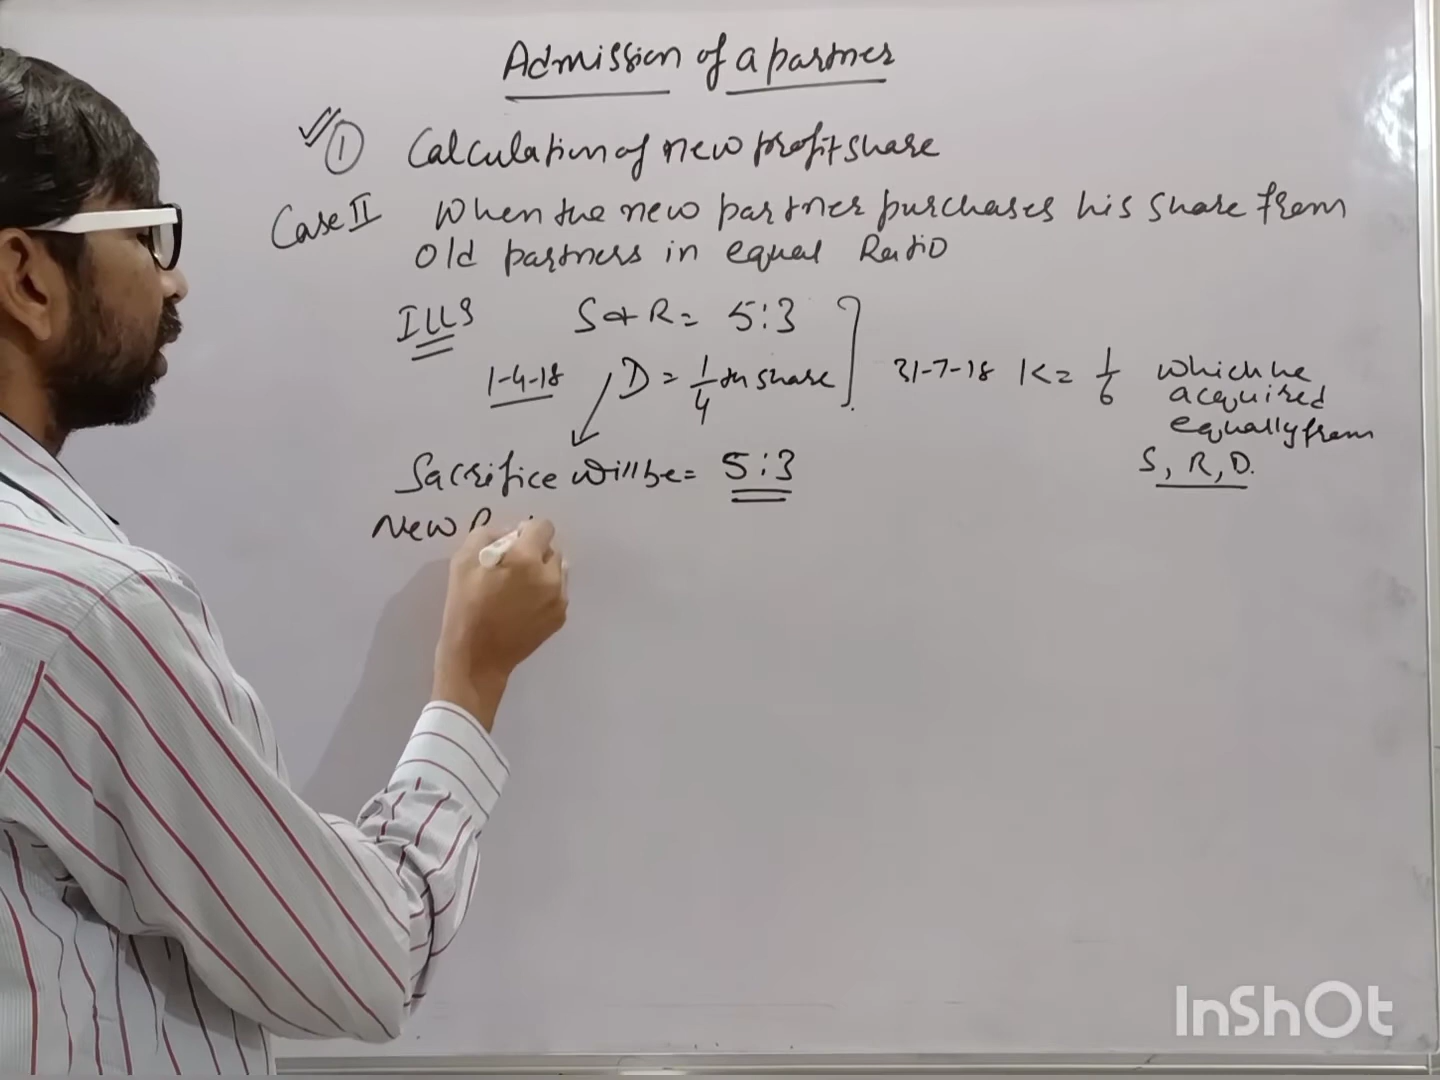 Admission of a partner
① Calculation of new profit share
Case II When the new partner purchases his share from
old partners in equal Ratio
ILLS S & R = 5:3
1-4-18 D = 1/4 th share
31-7-18 K = 1/6 which he
acquired
equally from
S, R, D.
Sacrifice will be = 5:3
New
InShOt